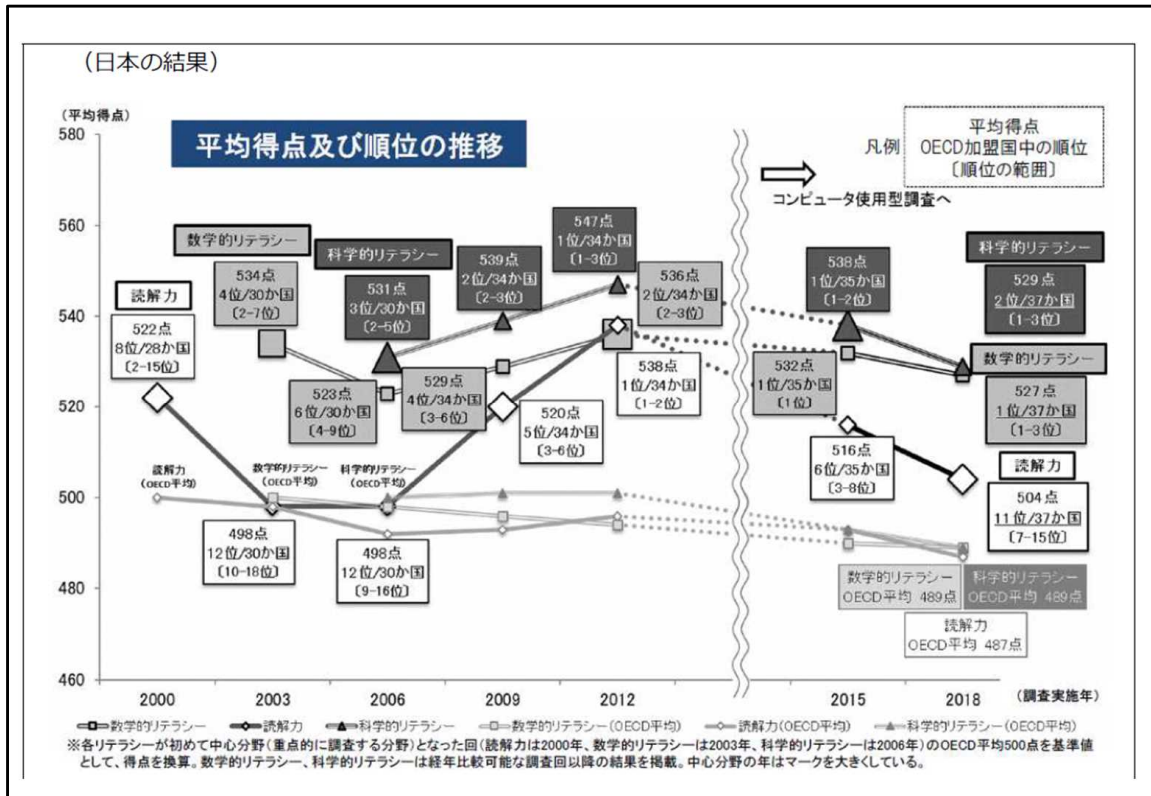 （日本の結果）
(平均得点)
580
560
540
520
500
480
460
平均得点及び順位の推移
凡例
平均得点
OECD加盟国中の順位
〔順位の範囲〕
コンピュータ使用型調査へ
読解力
522点
8位/28か国
〔2-15位〕
数学的リテラシー
534点
4位/30か国
〔2-7位〕
科学的リテラシー
531点
3位/30か国
〔2-5位〕
539点
2位/34か国
〔2-3位〕
547点
1位/34か国
〔1-3位〕
536点
2位/34か国
〔2-3位〕
523点
6位/30か国
〔4-9位〕
529点
4位/34か国
〔3-6位〕
520点
5位/34か国
〔3-6位〕
538点
1位/34か国
〔1-2位〕
538点
1位/35か国
〔1-2位〕
532点
1位/35か国
〔1位〕
516点
6位/35か国
〔3-8位〕
科学的リテラシー
529点
2位/37か国
〔1-3位〕
数学的リテラシー
527点
1位/37か国
〔1-3位〕
読解力
504点
11位/37か国
〔7-15位〕
読解力
(OECD平均)
数学的リテラシー
(OECD平均)
科学的リテラシー
(OECD平均)
498点
12位/30か国
〔10-18位〕
498点
12位/30か国
〔9-16位〕
数学的リテラシー
OECD平均 489点
科学的リテラシー
OECD平均 489点
読解力
OECD平均 487点
2000 2003 2006 2009 2012 2015 2018 (調査実施年)
数学的リテラシー 読解力 科学的リテラシー 数学的リテラシー(OECD平均) 読解力(OECD平均) 科学的リテラシー(OECD平均)
※各リテラシーが初めて中心分野(重点的に調査する分野)となった回(読解力は2000年、数学的リテラシーは2003年、科学的リテラシーは2006年)のOECD平均500点を基準値
として、得点を換算。数学的リテラシー、科学的リテラシーは経年比較可能な調査回以降の結果を掲載。中心分野の年はマークを大きくしている。